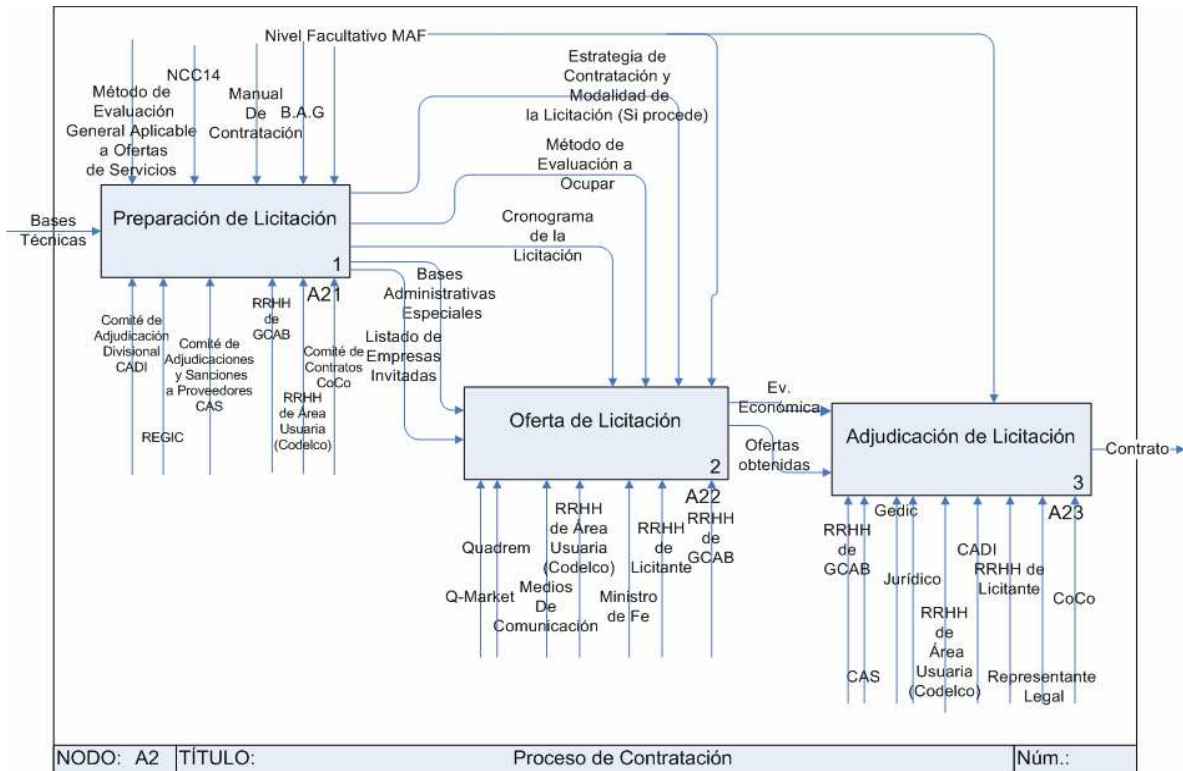 Nivel Facultativo MAF
NCC14
Método de
Evaluación
General Aplicable
a Ofertas
de Servicios
Manual
De
Contratación
B.A.G
Estrategia de
Contratación y
Modalidad de
la Licitación (Si procede)
Método de
Evaluación a
Ocupar
Cronograma
de la
Licitación
Bases
Técnicas
Preparación de Licitación
1
A21
Bases
Administrativas
Especiales
Listado de
Empresas
Invitadas
Comité de
Adjudicación
Divisional
CADI
REGIC
Comité de
Adjudicaciones
y Sanciones
a Proveedores
CAS
RRHH
de
GCAB
RRHH
de Área
Usuaria
(Codelco)
Comité de
Contratos
CoCo
Oferta de Licitación
2
A22
Ev.
Económica
Ofertas
obtenidas
Quadrem
Q-Market
Medios
De
Comunicación
RRHH
de Área
Usuaria
(Codelco)
Ministro
de Fe
RRHH
de
Licitante
RRHH
de
GCAB
Adjudicación de Licitación
3
A23
Contrato
RRHH
de
GCAB
CAS
Gedic
Jurídico
RRHH
de
Área
Usuaria
(Codelco)
CADI
RRHH de
Licitante
Representante
Legal
CoCo
NODO: A2 TÍTULO: Proceso de Contratación Núm.: